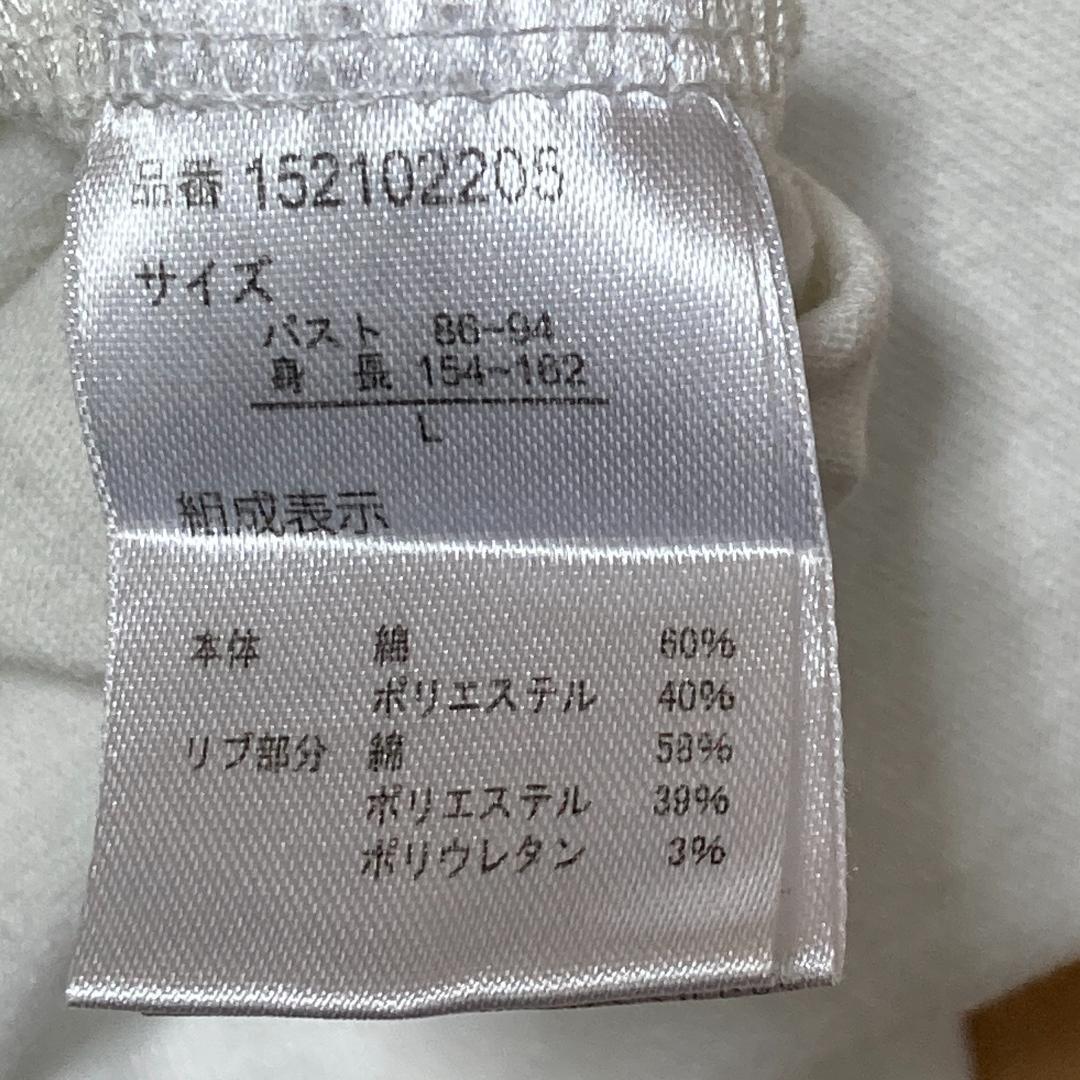 品番 152102205
サイズ
バスト 86~94
身長 154~162
L
組成表示
本体 綿 60%
ポリエステル 40%
リブ部分 綿 58%
ポリエステル 39%
ポリウレタン 3%